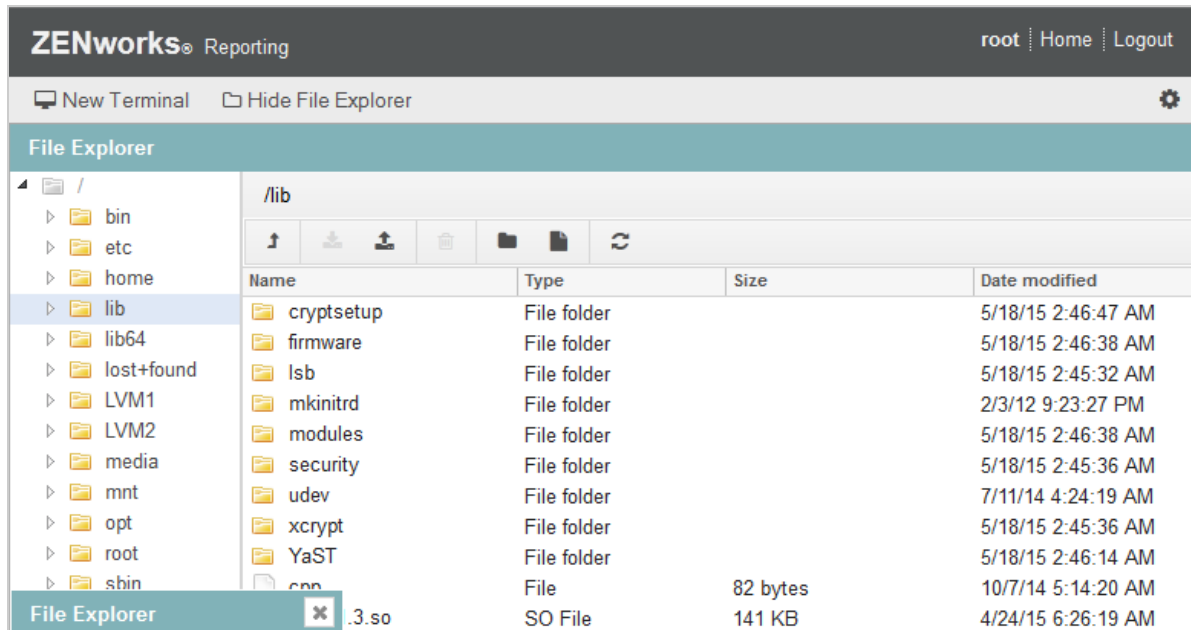 ZENworks® Reporting
root Home Logout
New Terminal Hide File Explorer
File Explorer
/
bin
etc
home
lib
lib64
lost+found
LVM1
LVM2
media
mnt
opt
root
sbin
/lib
Name Type Size Date modified
cryptsetup File folder 5/18/15 2:46:47 AM
firmware File folder 5/18/15 2:46:38 AM
lsb File folder 5/18/15 2:45:32 AM
mkinitrd File folder 2/3/12 9:23:27 PM
modules File folder 5/18/15 2:46:38 AM
security File folder 5/18/15 2:45:36 AM
udev File folder 7/11/14 4:24:19 AM
xcrypt File folder 5/18/15 2:45:36 AM
YaST File folder 5/18/15 2:46:14 AM
cpp File 82 bytes 10/7/14 5:14:20 AM
.3.so SO File 141 KB 4/24/15 6:26:19 AM
File Explorer